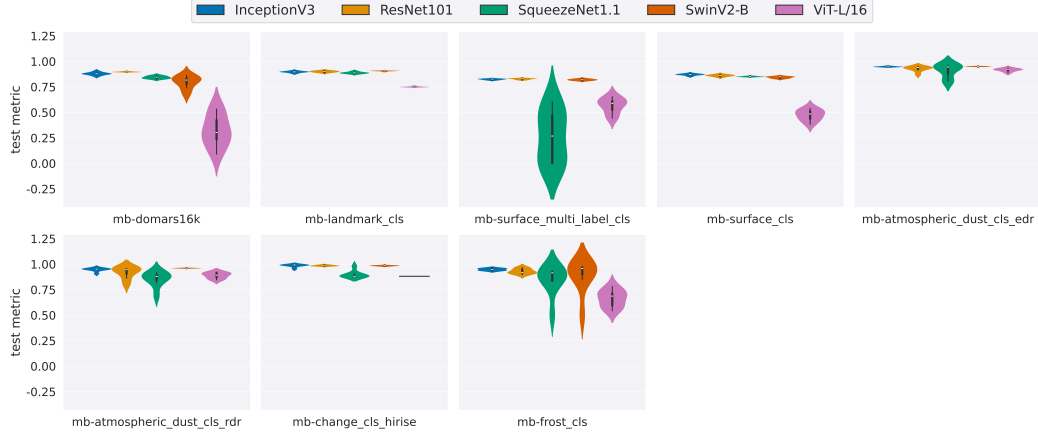 InceptionV3 ResNet101 SqueezeNet1.1 SwinV2-B ViT-L/16
1.25
1.00
0.75
0.50
0.25
0.00
-0.25
test metric
mb-domars16k mb-landmark_cls mb-surface_multi_label_cls mb-surface_cls mb-atmospheric_dust_cls_edr
1.25
1.00
0.75
0.50
0.25
0.00
-0.25
test metric
mb-atmospheric_dust_cls_rdr mb-change_cls_hirise mb-frost_cls